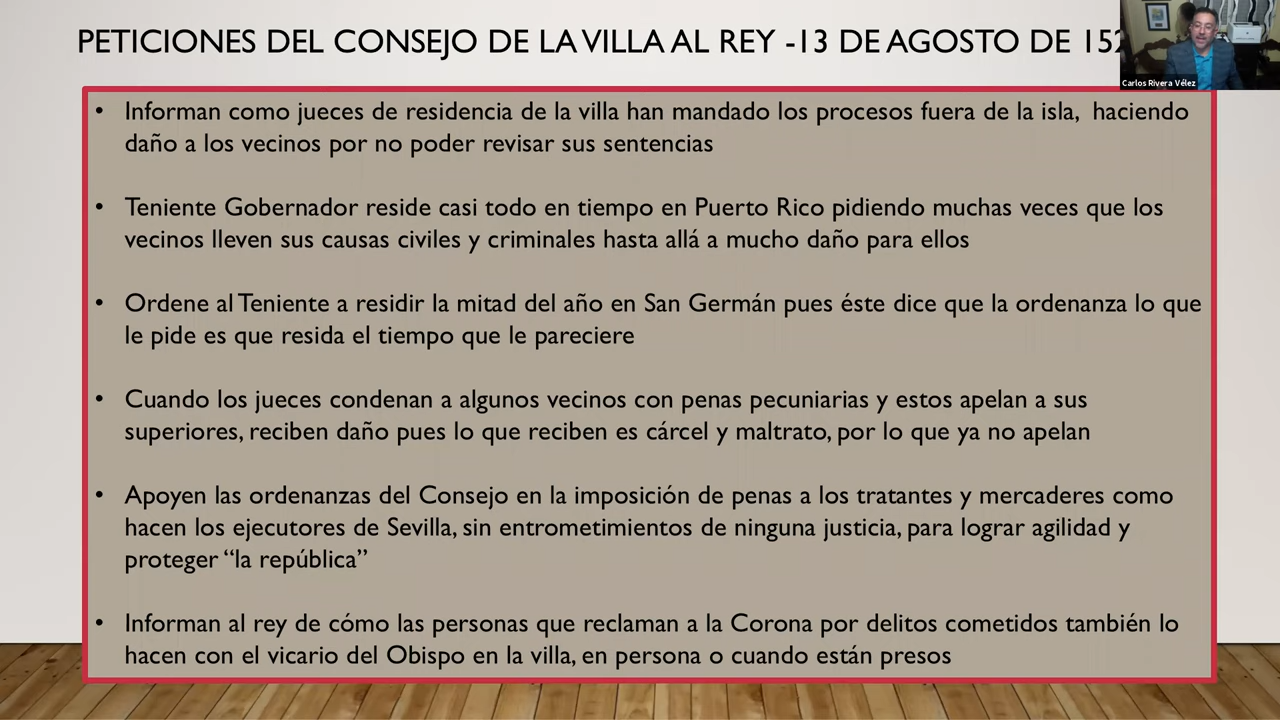 PETICIONES DEL CONSEJO DE LA VILLA AL REY -13 DE AGOSTO DE
Carlos Rivera Vélez
• Informan como jueces de residencia de la villa han mandado los procesos fuera de la isla, haciendo
daño a los vecinos por no poder revisar sus sentencias
• Teniente Gobernador reside casi todo en tiempo en Puerto Rico pidiendo muchas veces que los
vecinos lleven sus causas civiles y criminales hasta allá a mucho daño para ellos
• Ordene al Teniente a residir la mitad del año en San Germán pues éste dice que la ordenanza lo que
le pide es que resida el tiempo que le pareciere
• Cuando los jueces condenan a algunos vecinos con penas pecuniarias y estos apelan a sus
superiores, reciben daño pues lo que reciben es cárcel y maltrato, por lo que ya no apelan
• Apoyen las ordenanzas del Consejo en la imposición de penas a los tratantes y mercaderes como
hacen los ejecutores de Sevilla, sin entrometimientos de ninguna justicia, para lograr agilidad y
proteger “la república”
• Informan al rey de cómo las personas que reclaman a la Corona por delitos cometidos también lo
hacen con el vicario del Obispo en la villa, en persona o cuando están presos